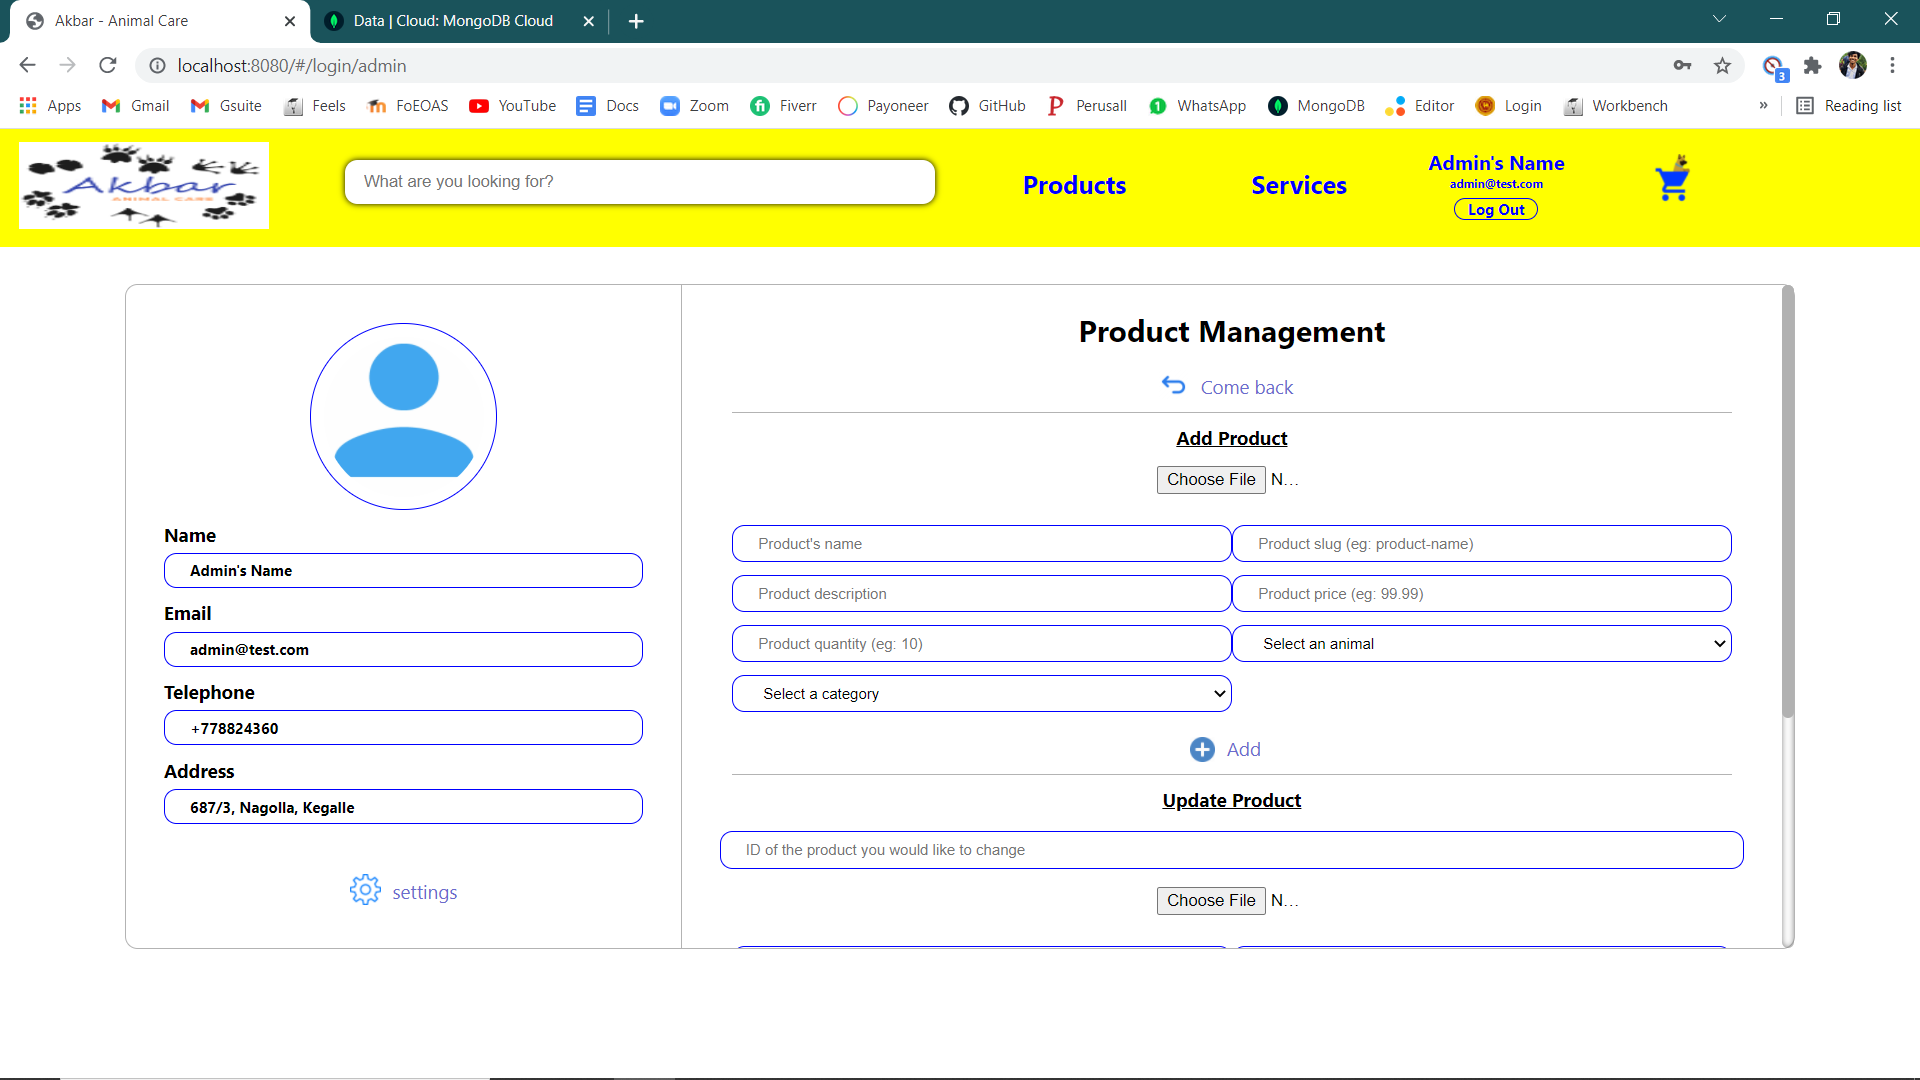 Akbar - Animal Care
Data | Cloud: MongoDB Cloud
localhost:8080/#/login/admin
3
Apps
Gmail
Gsuite
Feels
FoEOAS
YouTube
Docs
Zoom
Fiverr
Payoneer
GitHub
Perusall
WhatsApp
MongoDB
Editor
Login
Workbench
»
Reading list
Akbar
ANIMAL CARE
What are you looking for?
Products
Services
Admin's Name
admin@test.com
Log Out
Name
Admin's Name
Email
admin@test.com
Telephone
+778824360
Address
687/3, Nagolla, Kegalle
settings
Product Management
Come back
Add Product
Choose File N...
Product's name
Product slug (eg: product-name)
Product description
Product price (eg: 99.99)
Product quantity (eg: 10)
Select an animal
Select a category
Add
Update Product
ID of the product you would like to change
Choose File N...